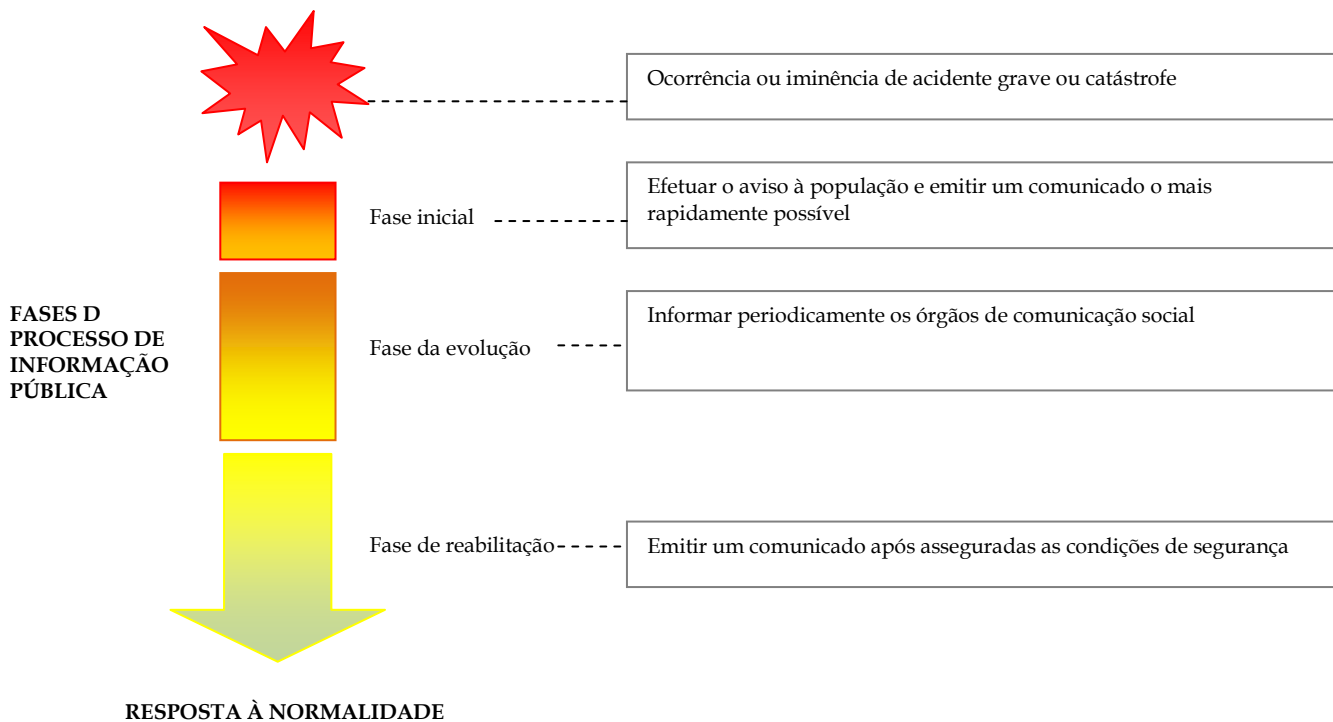 Ocorrência ou iminência de acidente grave ou catástrofe
Efetuar o aviso à população e emitir um comunicado o mais
rapidamente possível
Fase inicial
FASES D
PROCESSO DE
INFORMAÇÃO
PÚBLICA
Informar periodicamente os órgãos de comunicação social
Fase da evolução
Fase de reabilitação
Emitir um comunicado após asseguradas as condições de segurança
RESPOSTA À NORMALIDADE